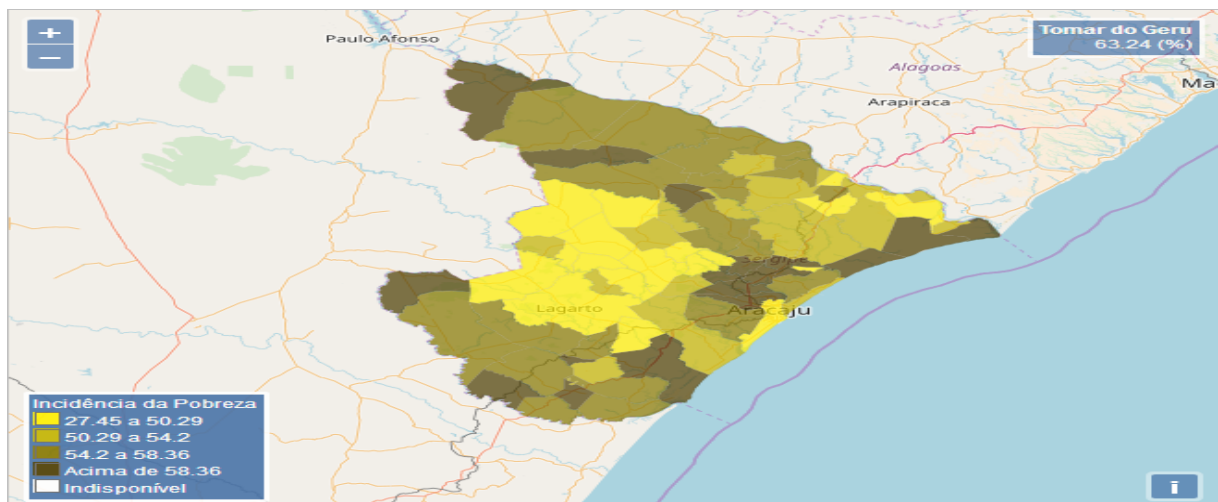 +
−
Paulo Afonso
Tomar do Geru
63.24 (%)
Alagoas
Ma
Arapiraca
Sergipe
Lagarto
Aracaju
Incidência da Pobreza
27.45 a 50.29
50.29 a 54.2
54.2 a 58.36
Acima de 58.36
Indisponível
i